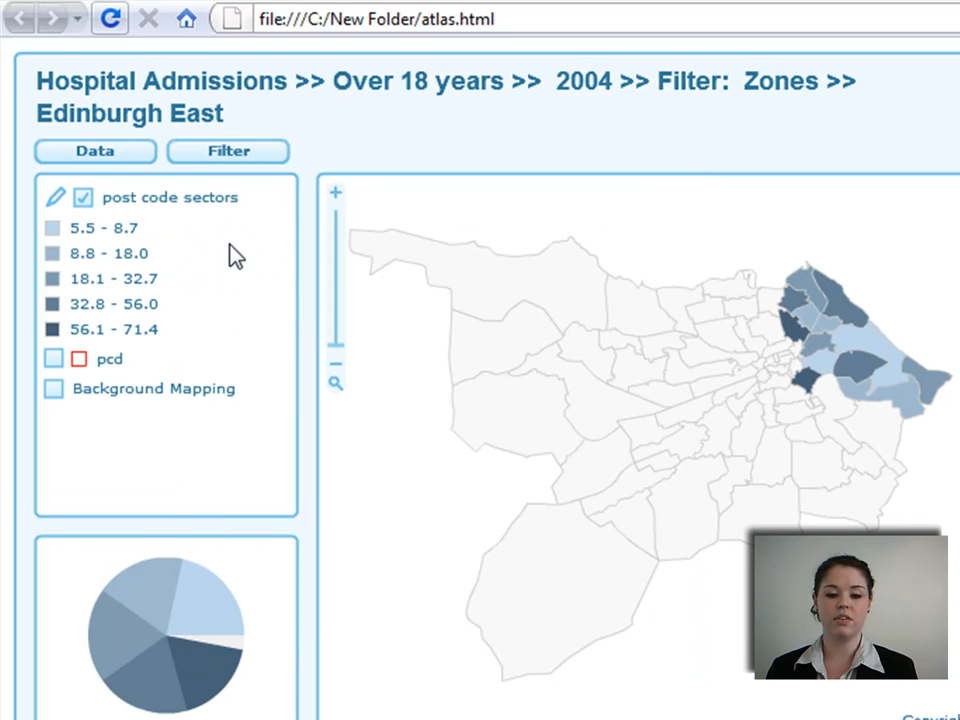 file:///C:/New Folder/atlas.html
Hospital Admissions >> Over 18 years >> 2004 >> Filter: Zones >>
Edinburgh East
Data Filter
post code sectors
5.5 - 8.7
8.8 - 18.0
18.1 - 32.7
32.8 - 56.0
56.1 - 71.4
pcd
Background Mapping